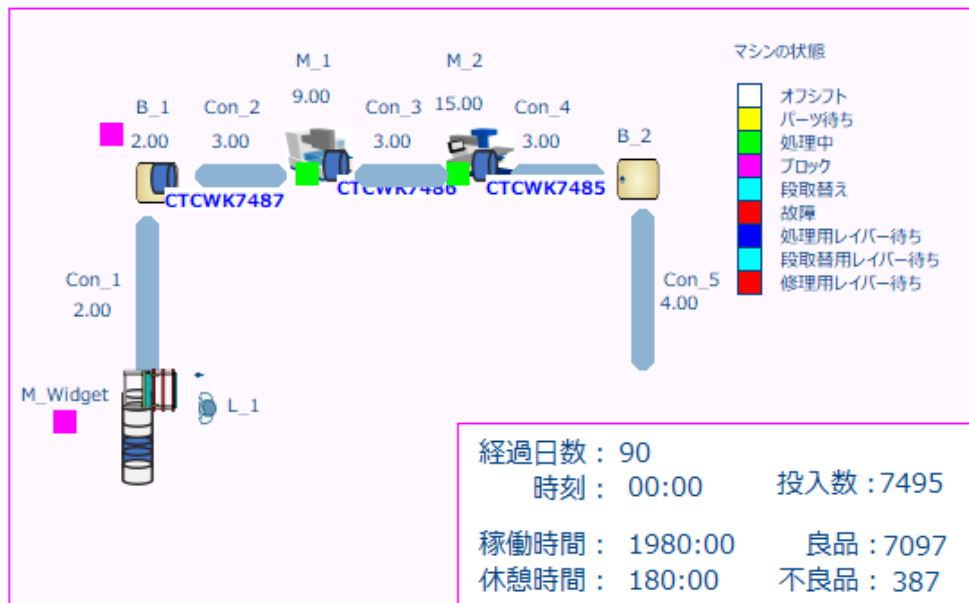 マシンの状態
M_1
M_2
9.00
15.00
B_1
Con_2
Con_3
Con_4
B_2
2.00
3.00
3.00
3.00
オフシフト
パーツ待ち
処理中
ブロック
段取替え
故障
処理用レイバー待ち
段取替用レイバー待ち
修理用レイバー待ち
CTCWK7487
CTCWK7486
CTCWK7485
Con_1
2.00
Con_5
4.00
M_Widget
L_1
経過日数： 90
時刻： 00:00
投入数：7495
稼働時間： 1980:00
良品：7097
休憩時間： 180:00
不良品： 387